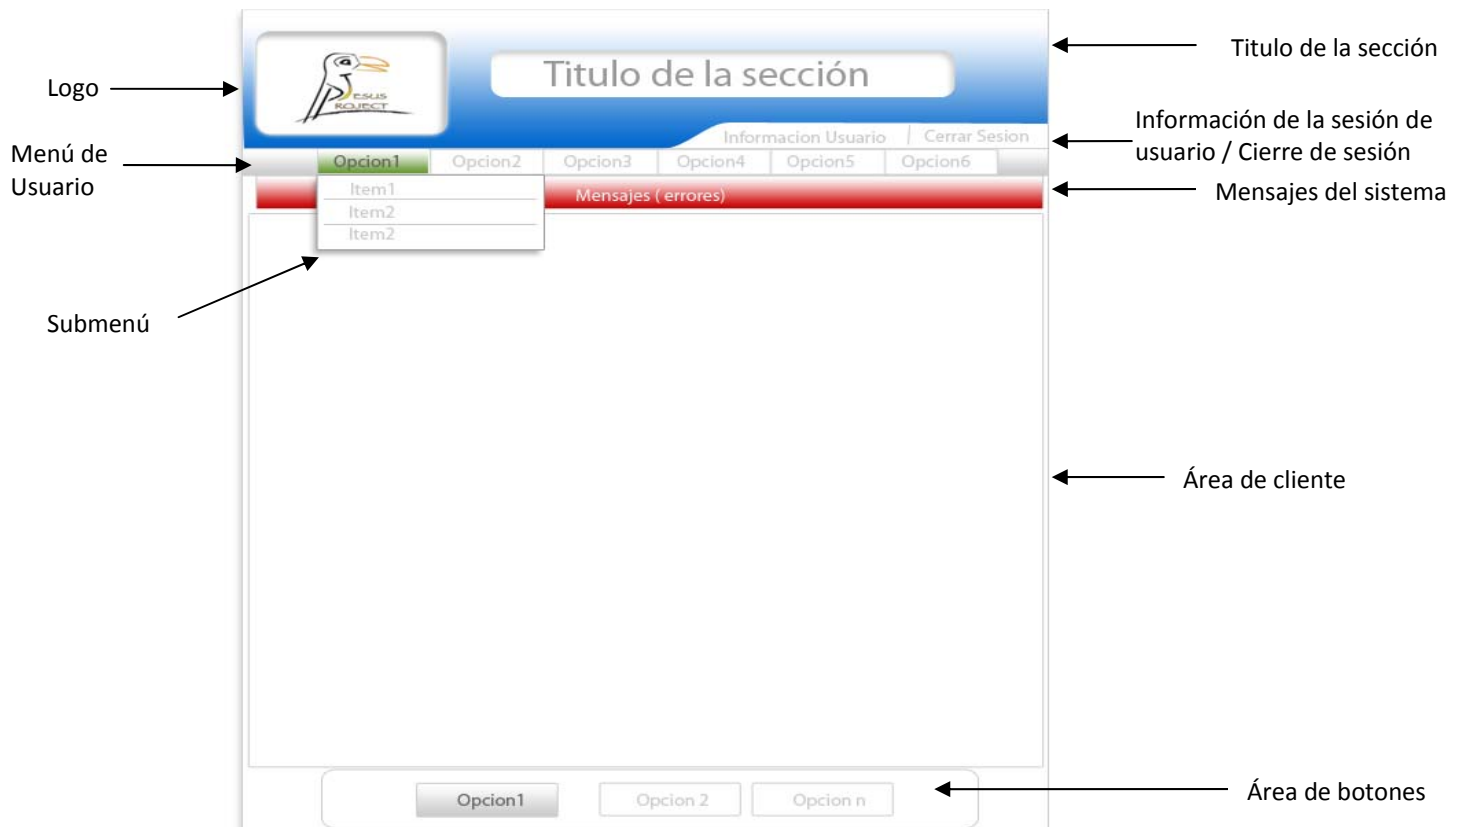 Titulo de la sección
Titulo de la sección
Logo
ESUS
ROJECT
Información de la sesión de
usuario / Cierre de sesión
Informacion Usuario | Cerrar Sesion
Menú de
Usuario
Opcion1 Opcion2 Opcion3 Opcion4 Opcion5 Opcion6
Mensajes ( errores)
Mensajes del sistema
Item1
Item2
Item2
Submenú
Área de cliente
Opcion1 Opcion 2 Opcion n
Área de botones